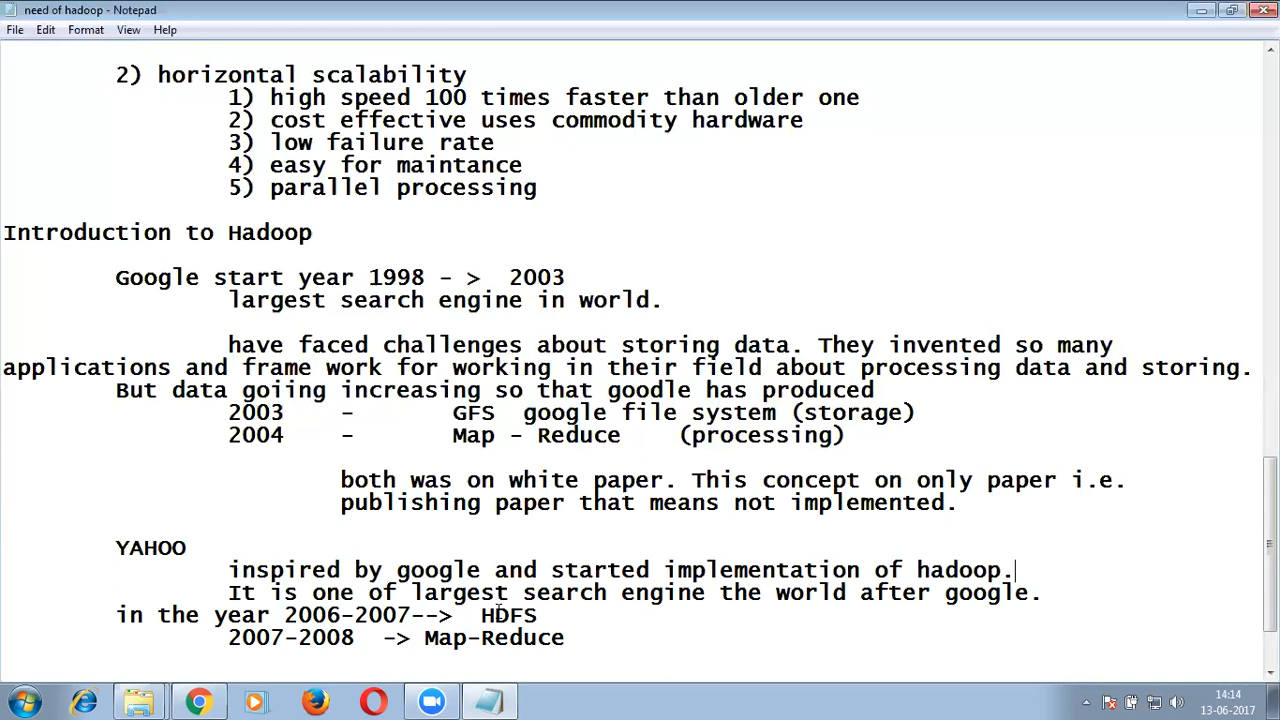 need of hadoop - Notepad
File Edit Format View Help
2) horizontal scalability
1) high speed 100 times faster than older one
2) cost effective uses commodity hardware
3) low failure rate
4) easy for maintance
5) parallel processing
Introduction to Hadoop
Google start year 1998 - > 2003
largest search engine in world.
have faced challenges about storing data. They invented so many
applications and frame work for working in their field about processing data and storing.
But data goiing increasing so that goodle has produced
2003 - GFS google file system (storage)
2004 - Map - Reduce (processing)
both was on white paper. This concept on only paper i.e.
publishing paper that means not implemented.
YAHOO
inspired by google and started implementation of hadoop.
It is one of largest search engine the world after google.
in the year 2006-2007--> HDFS
2007-2008 -> Map-Reduce
14:14
13-06-2017